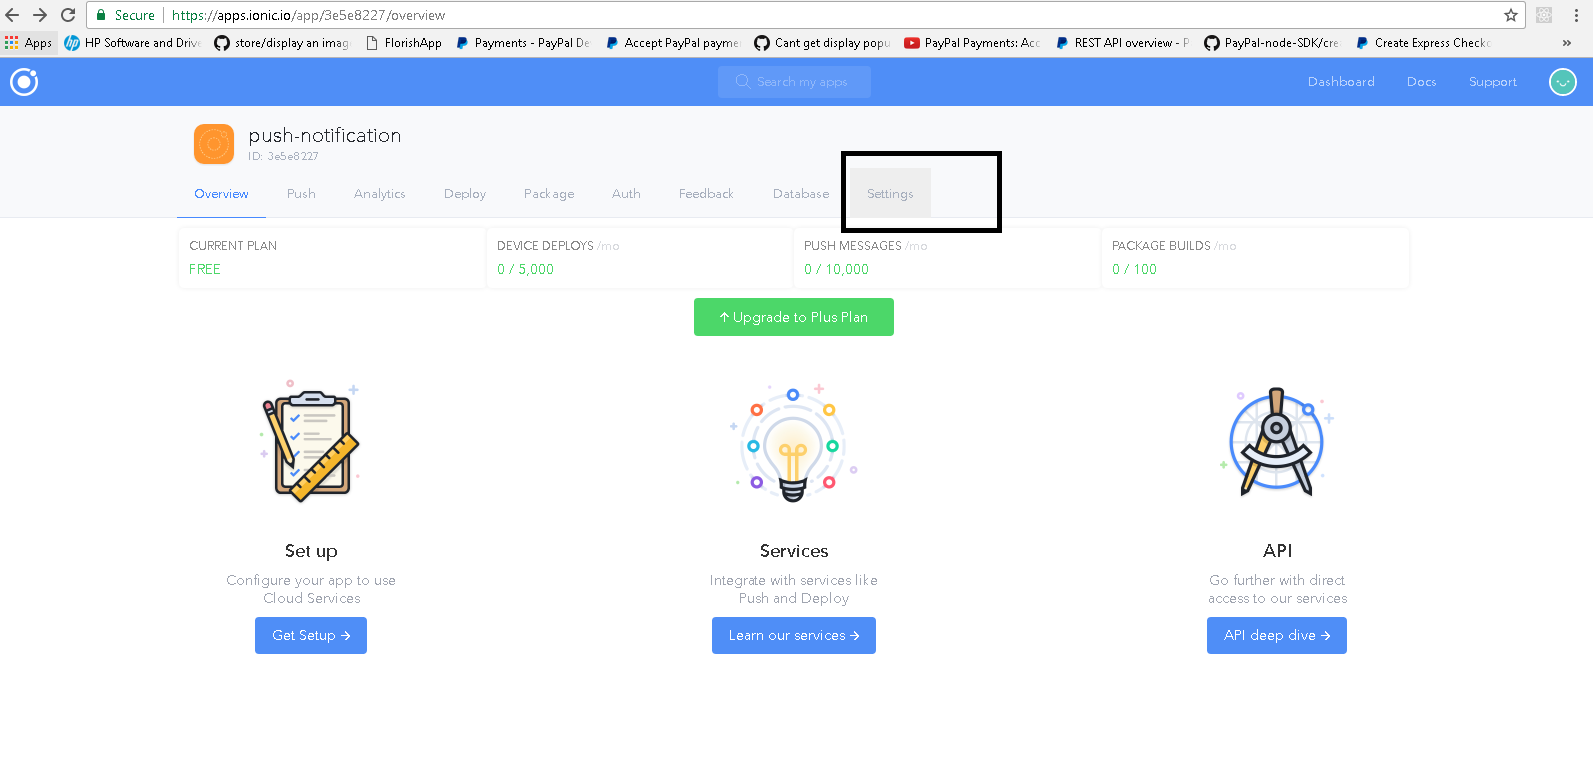 Secure https://apps.ionic.io/app/3e5e8227/overview
Apps HP Software and Drive store/display an imag FlorishApp Payments - PayPal De Accept PayPal payme Cant get display popu PayPal Payments: Acc REST API overview - P PayPal-node-SDK/cre Create Express Checko »
Search my apps Dashboard Docs Support
push-notification
ID: 3e5e8227
Overview Push Analytics Deploy Package Auth Feedback Database Settings
CURRENT PLAN DEVICE DEPLOYS /mo PUSH MESSAGES /mo PACKAGE BUILDS /mo
FREE 0 / 5,000 0 / 10,000 0 / 100
↑ Upgrade to Plus Plan
Set up Services API
Configure your app to use Integrate with services like Go further with direct
Cloud Services Push and Deploy access to our services
Get Setup → Learn our services → API deep dive →